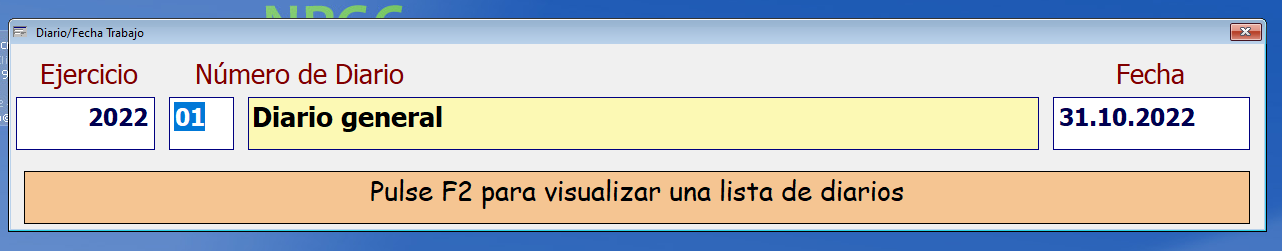 Diario/Fecha Trabajo
Ejercicio Número de Diario Fecha
2022 01 Diario general 31.10.2022
Pulse F2 para visualizar una lista de diarios